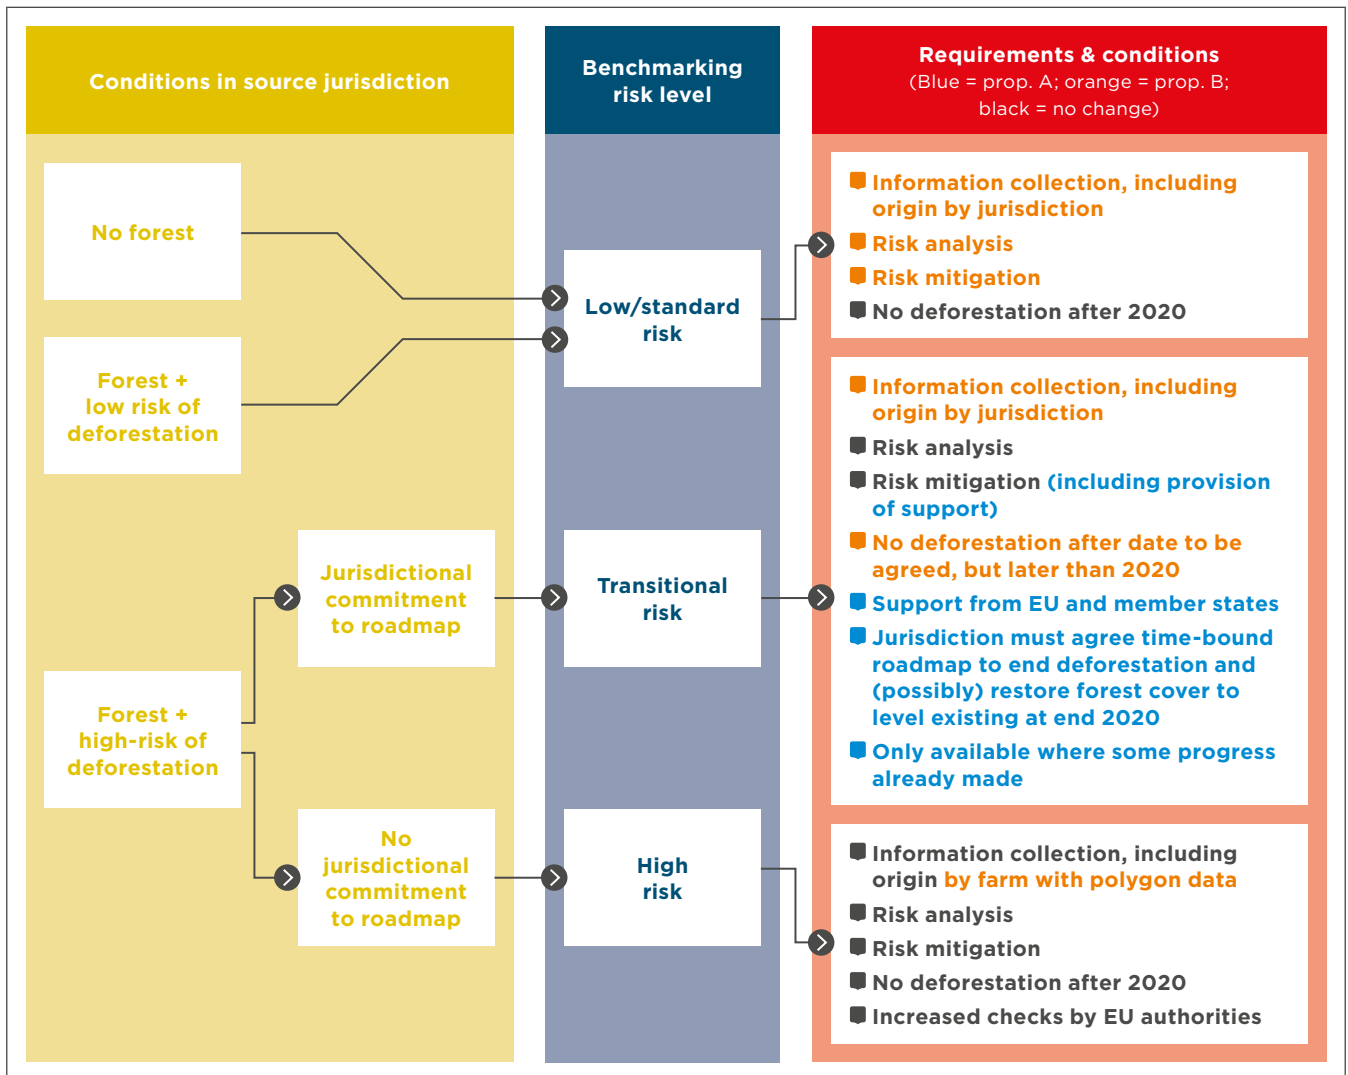 Conditions in source jurisdiction
Benchmarking
risk level
Requirements & conditions
(Blue = prop. A; orange = prop. B;
black = no change)
No forest
Forest +
low risk of
deforestation
Forest +
high-risk of
deforestation
Jurisdictional
commitment
to roadmap
No
jurisdictional
commitment
to roadmap
Low/standard
risk
Transitional
risk
High
risk
Information collection, including
origin by jurisdiction
Risk analysis
Risk mitigation
No deforestation after 2020
Information collection, including
origin by jurisdiction
Risk analysis
Risk mitigation (including provision
of support)
No deforestation after date to be
agreed, but later than 2020
Support from EU and member states
Jurisdiction must agree time-bound
roadmap to end deforestation and
(possibly) restore forest cover to
level existing at end 2020
Only available where some progress
already made
Information collection, including
origin by farm with polygon data
Risk analysis
Risk mitigation
No deforestation after 2020
Increased checks by EU authorities